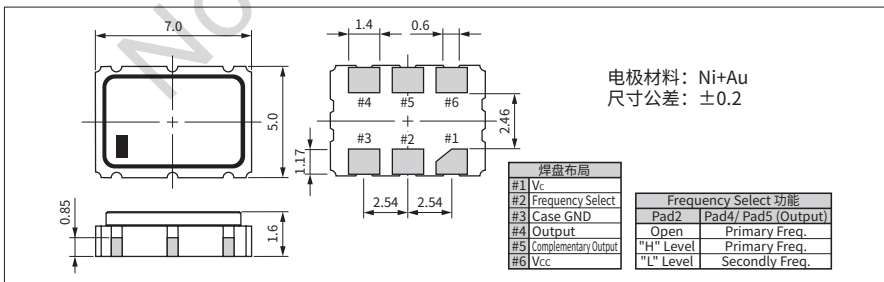 No
7.0
5.0
0.85
1.6
1.4
0.6
#4 #5 #6
#3 #2 #1
1.17
2.46
2.54 2.54
电极材料：Ni+Au
尺寸公差：±0.2
焊盘布局
#1 Vc
#2 Frequency Select
#3 Case GND
#4 Output
#5 Complementary Output
#6 Vcc
Frequency Select 功能
Pad2 Pad4/ Pad5 (Output)
Open Primary Freq.
"H" Level Primary Freq.
"L" Level Secondly Freq.